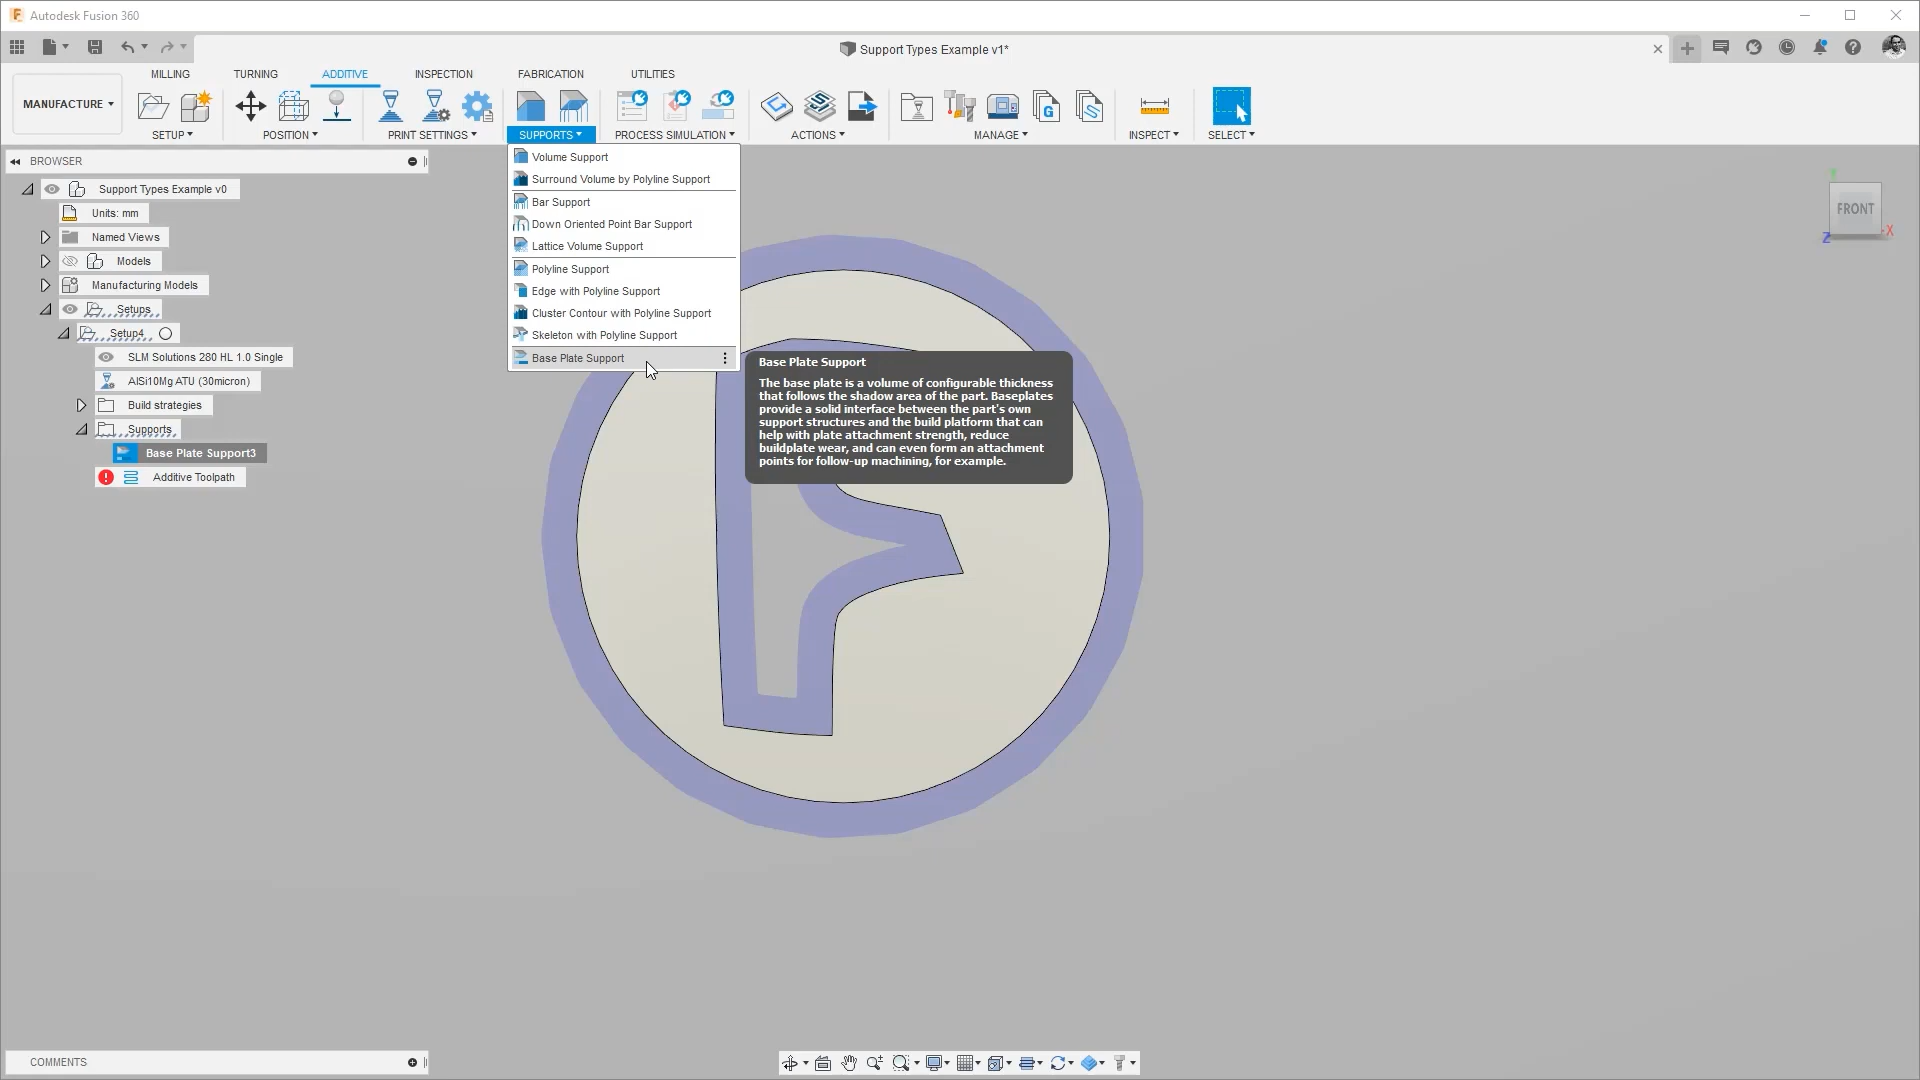 Autodesk Fusion 360
Support Types Example v1*
MANUFACTURE
MILLING
TURNING
ADDITIVE
INSPECTION
FABRICATION
UTILITIES
SETUP
POSITION
PRINT SETTINGS
SUPPORTS
PROCESS SIMULATION
ACTIONS
MANAGE
INSPECT
SELECT
BROWSER
Support Types Example v0
Units: mm
Named Views
Models
Manufacturing Models
Setups
Setup4
SLM Solutions 280 HL 1.0 Single
AlSi10Mg ATU (30micron)
Build strategies
Supports
Base Plate Support3
Additive Toolpath
Volume Support
Surround Volume by Polyline Support
Bar Support
Down Oriented Point Bar Support
Lattice Volume Support
Polyline Support
Edge with Polyline Support
Cluster Contour with Polyline Support
Skeleton with Polyline Support
Base Plate Support
Base Plate Support
The base plate is a volume of configurable thickness
that follows the shadow area of the part. Baseplates
provide a solid interface between the part's own
support structures and the build platform that can
help with plate attachment strength, reduce
buildplate wear, and can even form an attachment
points for follow-up machining, for example.
FRONT
Z
X
COMMENTS